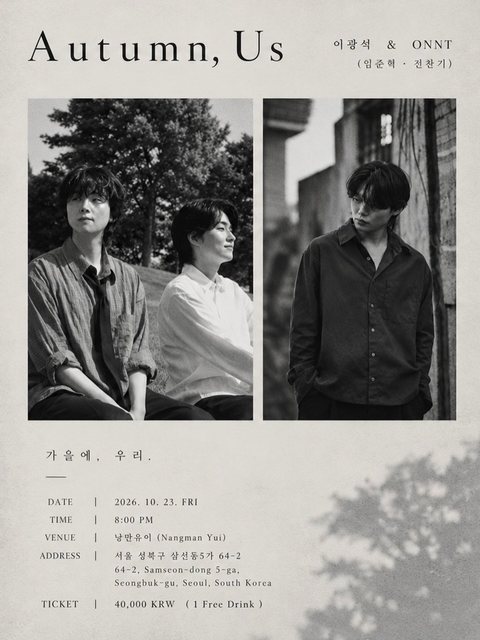 Autumn, Us
이광석 & ONNT
(임준혁 · 전찬기)
가을에, 우리.
DATE | 2026. 10. 23. FRI
TIME | 8:00 PM
VENUE | 낭만유이 (Nangman Yui)
ADDRESS | 서울 성북구 삼선동5가 64-2
64-2, Samseon-dong 5-ga,
Seongbuk-gu, Seoul, South Korea
TICKET | 40,000 KRW ( 1 Free Drink )